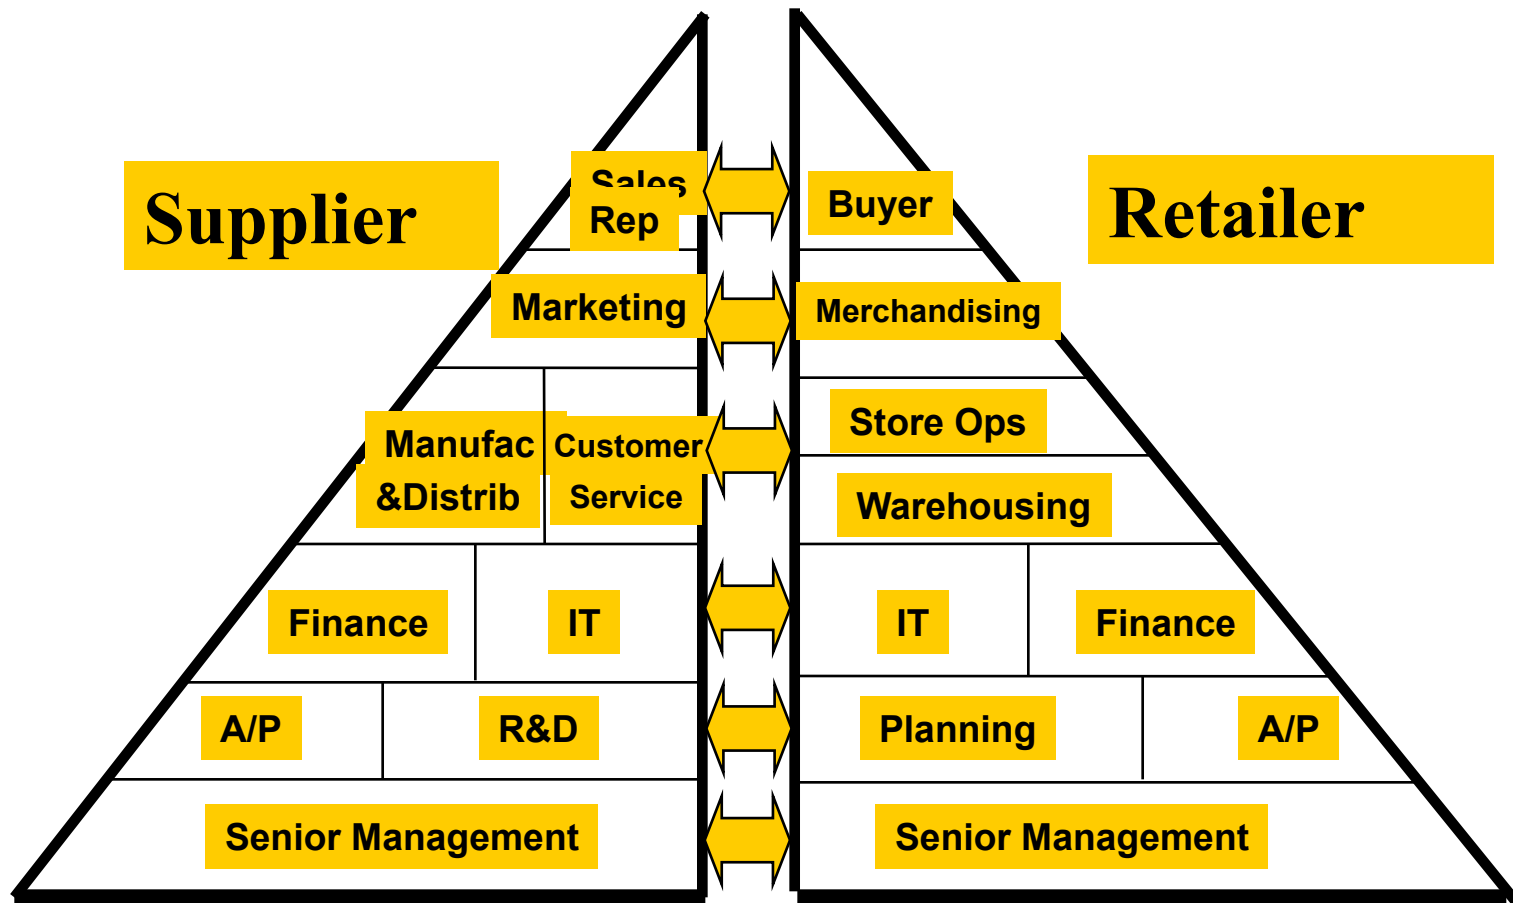 Supplier
Retailer
Sales
Rep
Buyer
Marketing
Merchandising
Manufac
&Distrib
Customer
Service
Store Ops
Warehousing
Finance
IT
IT
Finance
A/P
R&D
Planning
A/P
Senior Management
Senior Management